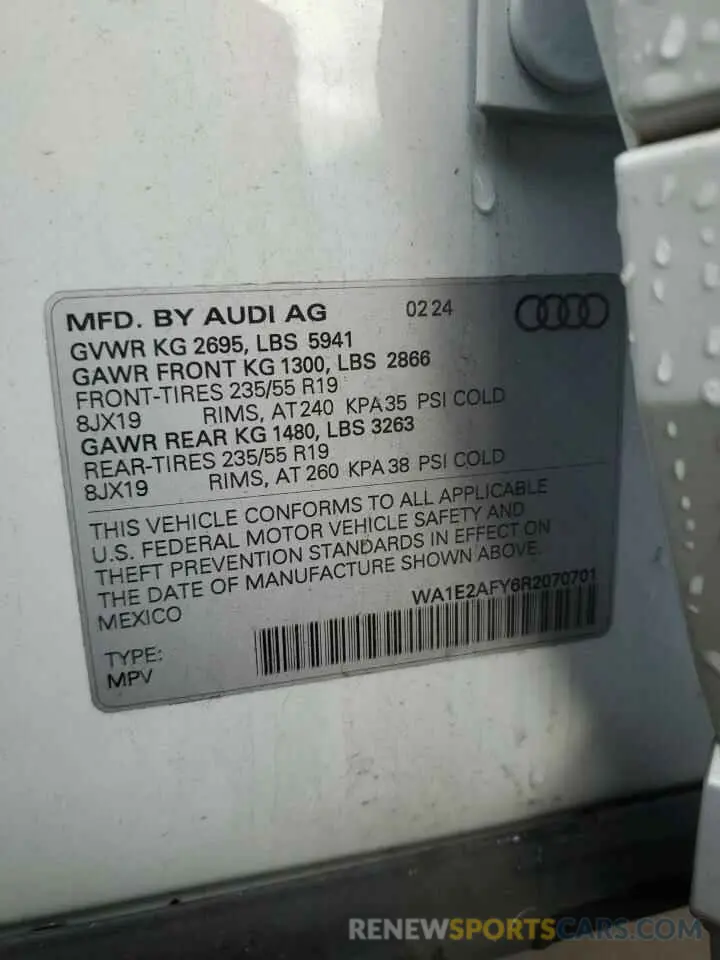 MFD. BY AUDI AG 02 24
GVWR KG 2695, LBS 5941
GAWR FRONT KG 1300, LBS 2866
FRONT-TIRES 235/55 R19
8JX19 RIMS, AT 240 KPA 35 PSI COLD
GAWR REAR KG 1480, LBS 3263
REAR-TIRES 235/55 R19
8JX19 RIMS, AT 260 KPA 38 PSI COLD
THIS VEHICLE CONFORMS TO ALL APPLICABLE
U.S. FEDERAL MOTOR VEHICLE SAFETY AND
THEFT PREVENTION STANDARDS IN EFFECT ON
THE DATE OF MANUFACTURE SHOWN ABOVE.
MEXICO WA1E2AFY6R2070701
TYPE:
MPV
RENEWSPORTSCARS.COM